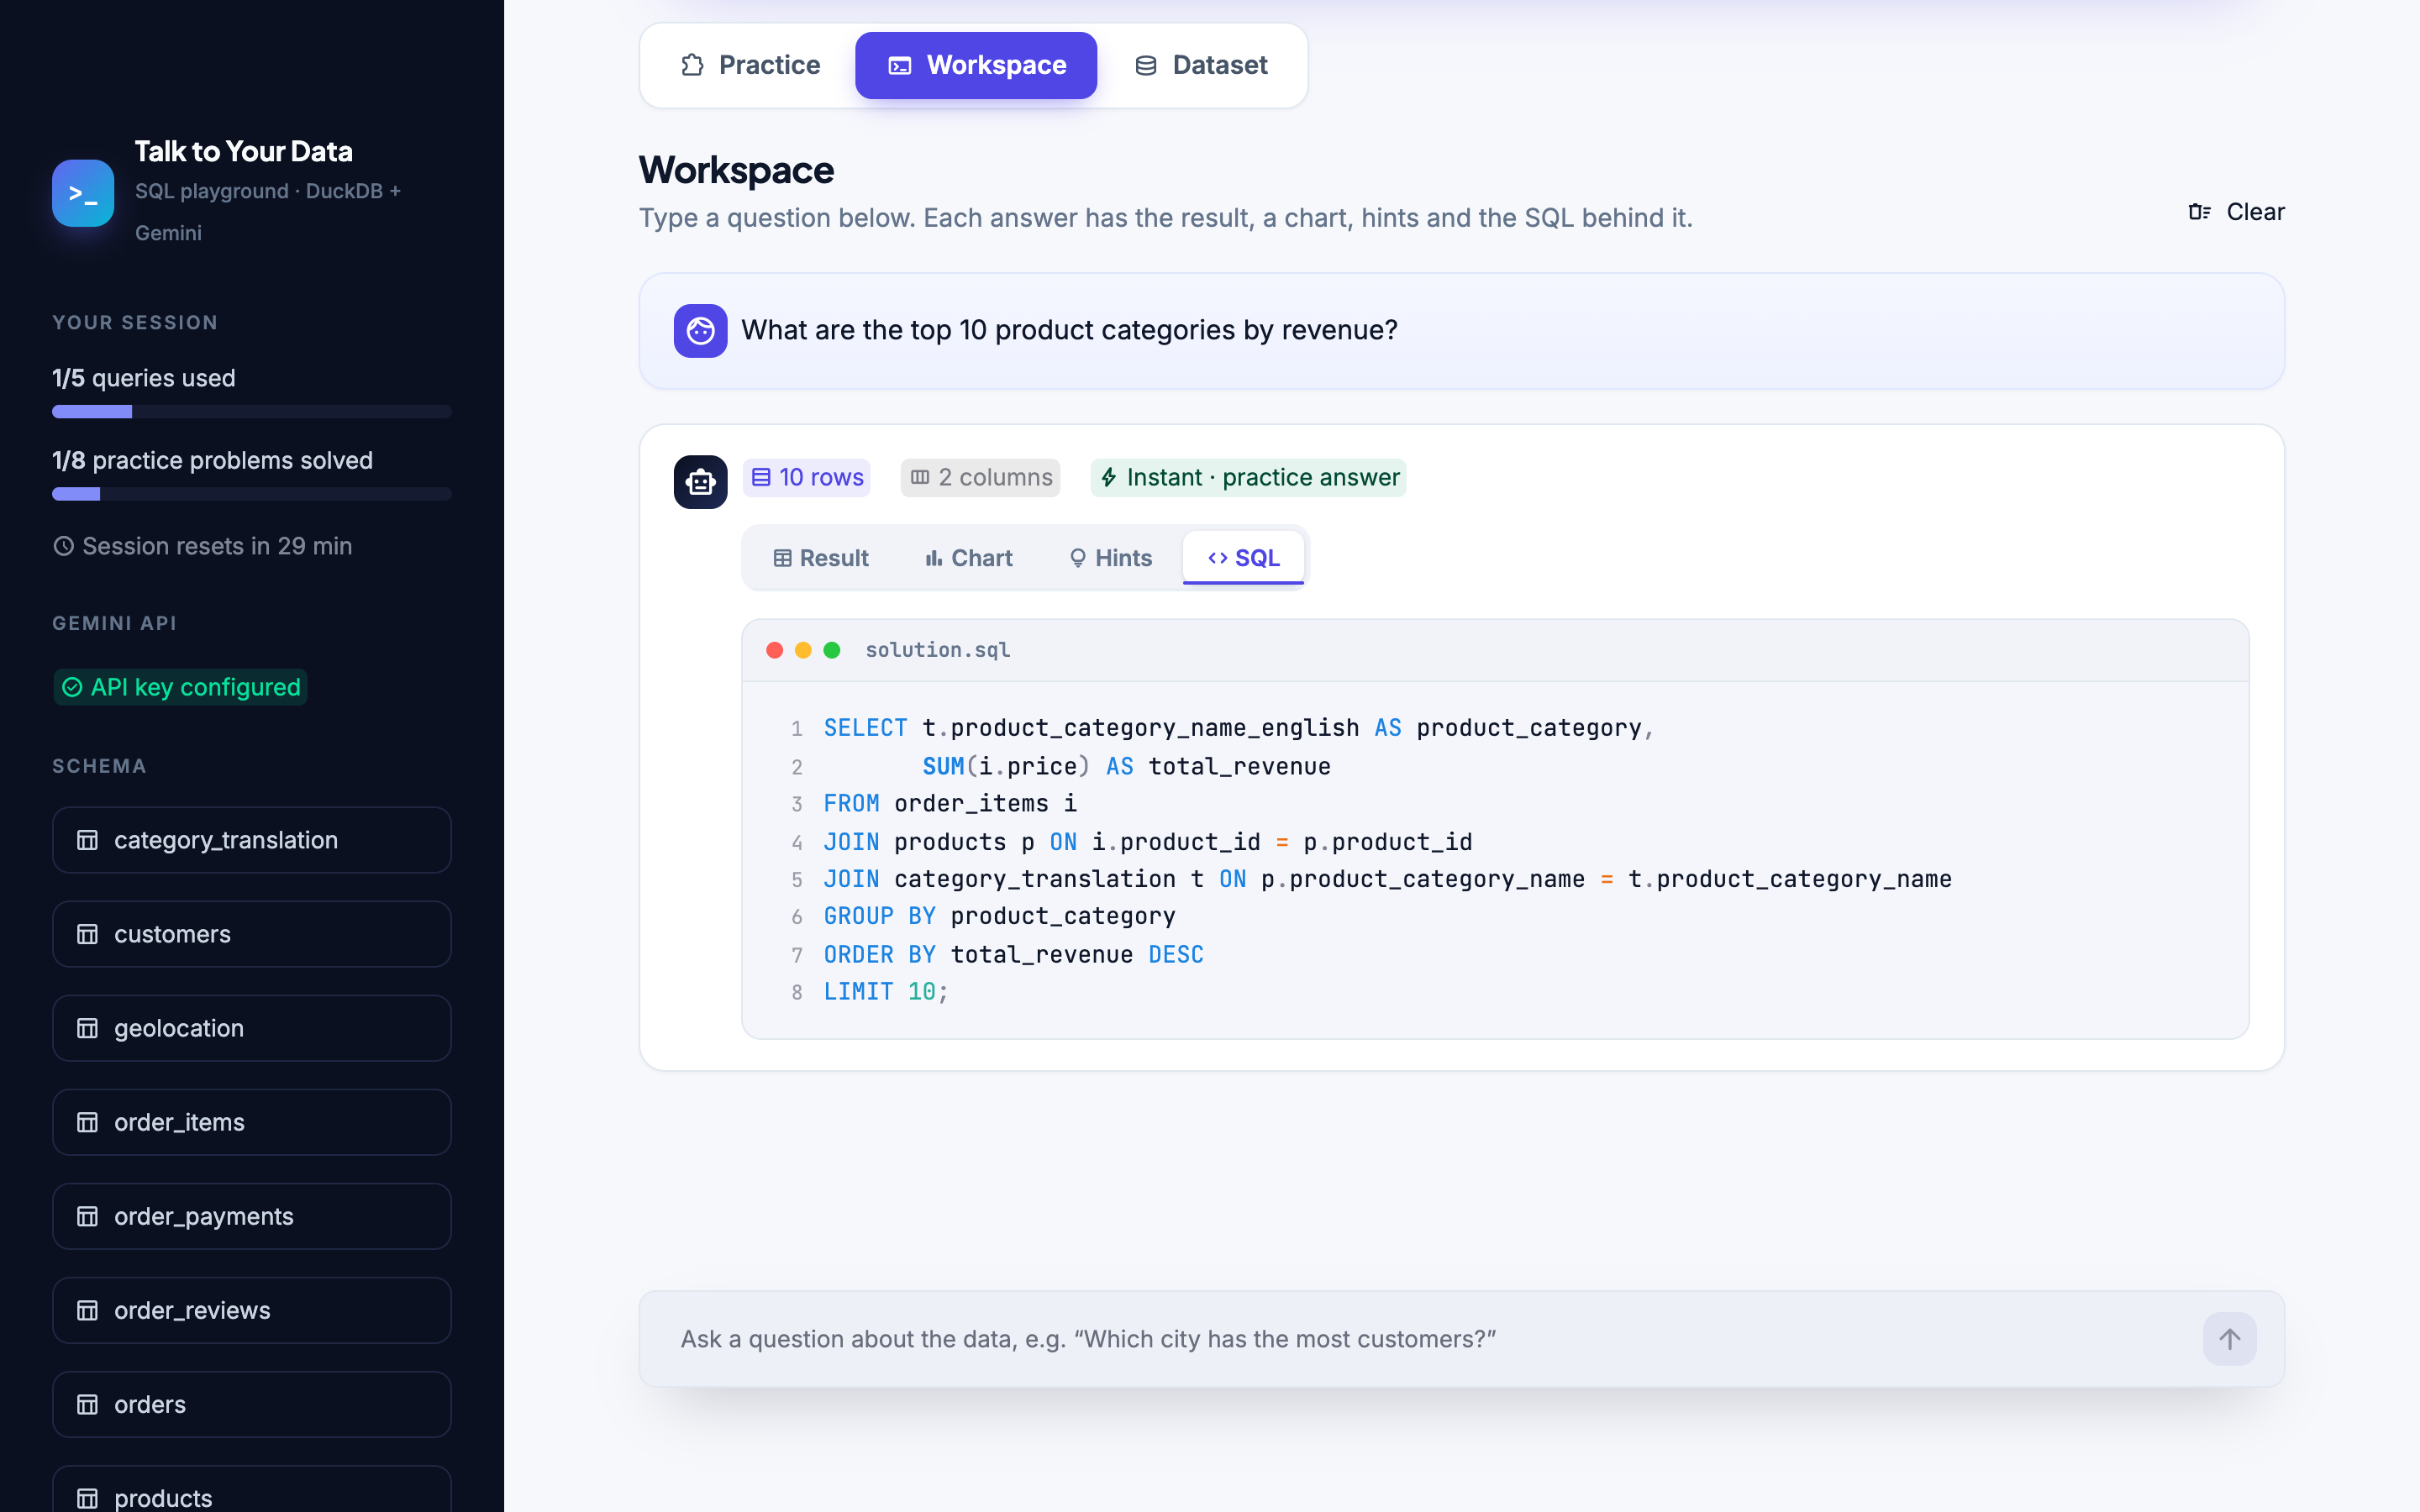 Talk to Your Data
SQL playground · DuckDB +
Gemini
YOUR SESSION
1/5 queries used
1/8 practice problems solved
Session resets in 29 min
GEMINI API
API key configured
SCHEMA
category_translation
customers
geolocation
order_items
order_payments
order_reviews
orders
products
Practice
Workspace
Dataset
Workspace
Type a question below. Each answer has the result, a chart, hints and the SQL behind it.
Clear
What are the top 10 product categories by revenue?
10 rows
2 columns
Instant · practice answer
Result
Chart
Hints
SQL
solution.sql
1 SELECT t.product_category_name_english AS product_category,
2        SUM(i.price) AS total_revenue
3 FROM order_items i
4 JOIN products p ON i.product_id = p.product_id
5 JOIN category_translation t ON p.product_category_name = t.product_category_name
6 GROUP BY product_category
7 ORDER BY total_revenue DESC
8 LIMIT 10;
Ask a question about the data, e.g. “Which city has the most customers?”